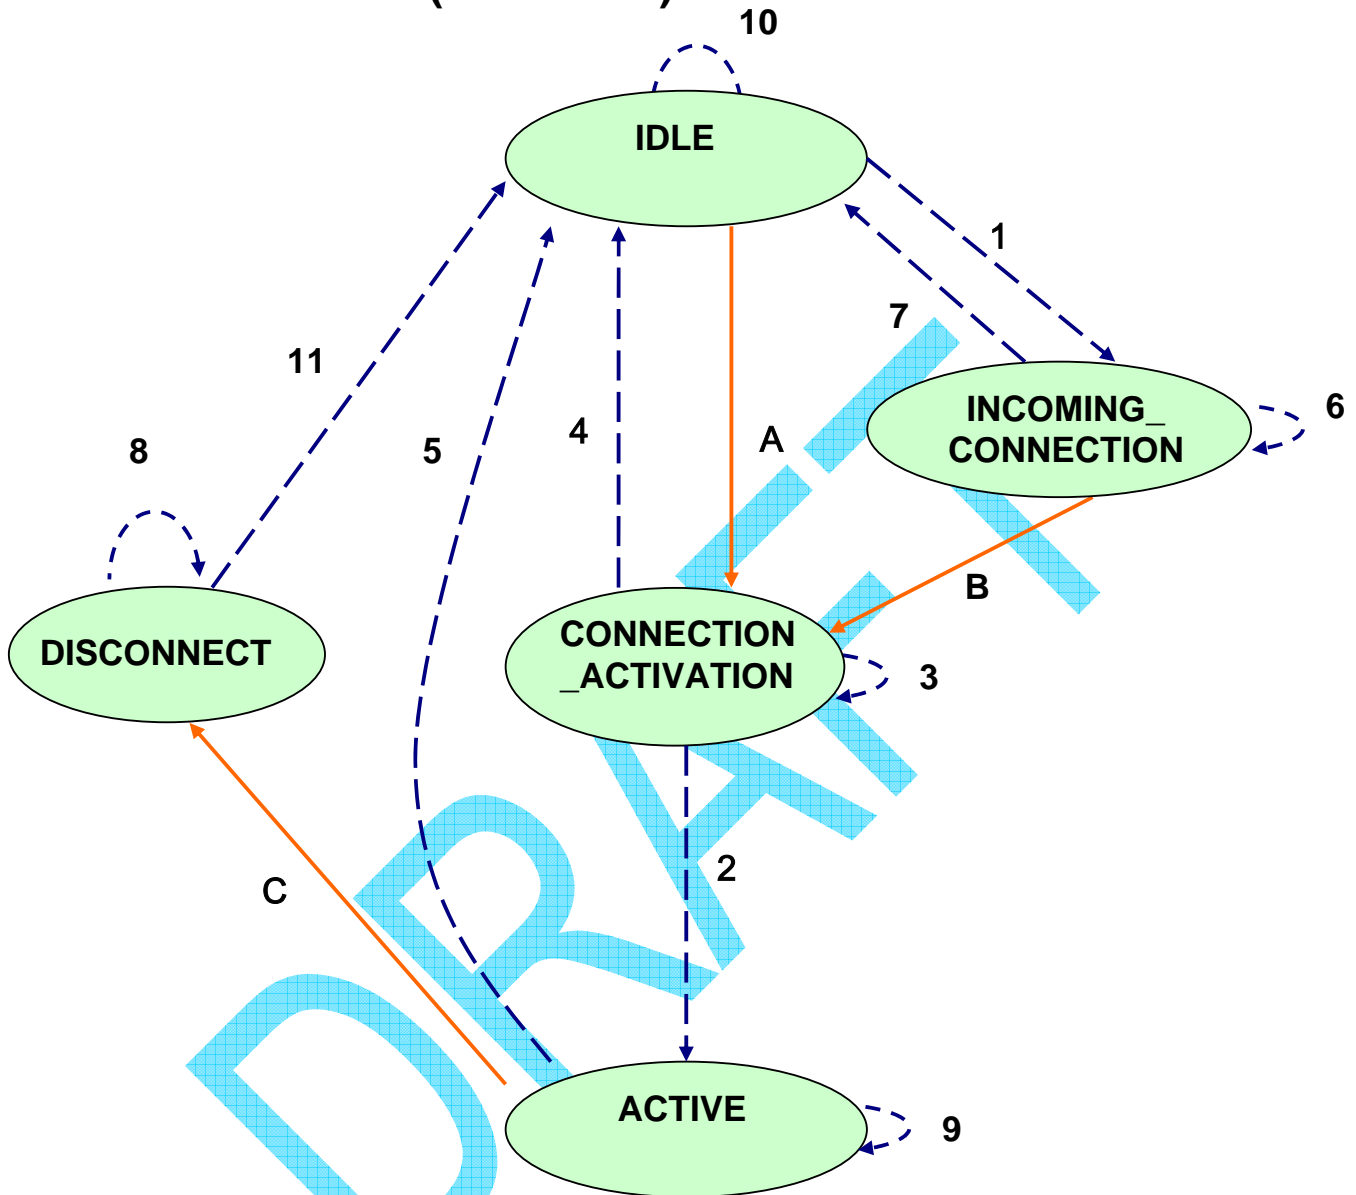 10
IDLE
1
7
11
INCOMING_
CONNECTION
6
8
5
4
A
B
CONNECTION
_ACTIVATION
DISCONNECT
3
2
C
ACTIVE
9
DRAFT